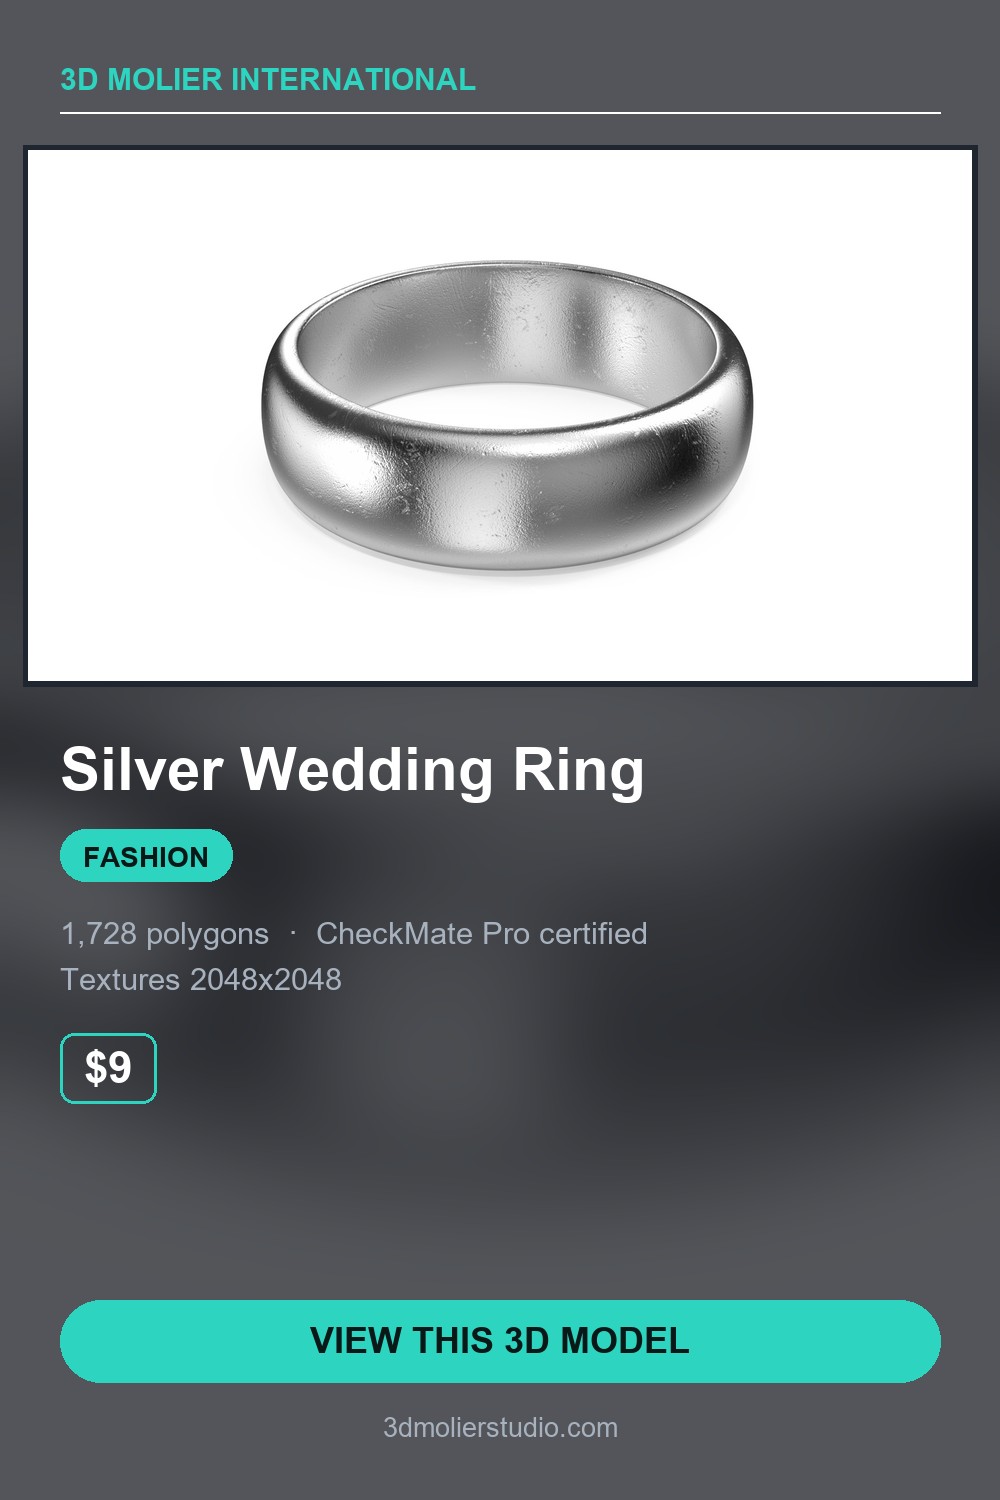 3D MOLIER INTERNATIONAL
Silver Wedding Ring
FASHION
1,728 polygons · CheckMate Pro certified
Textures 2048x2048
$9
VIEW THIS 3D MODEL
3dmolierstudio.com